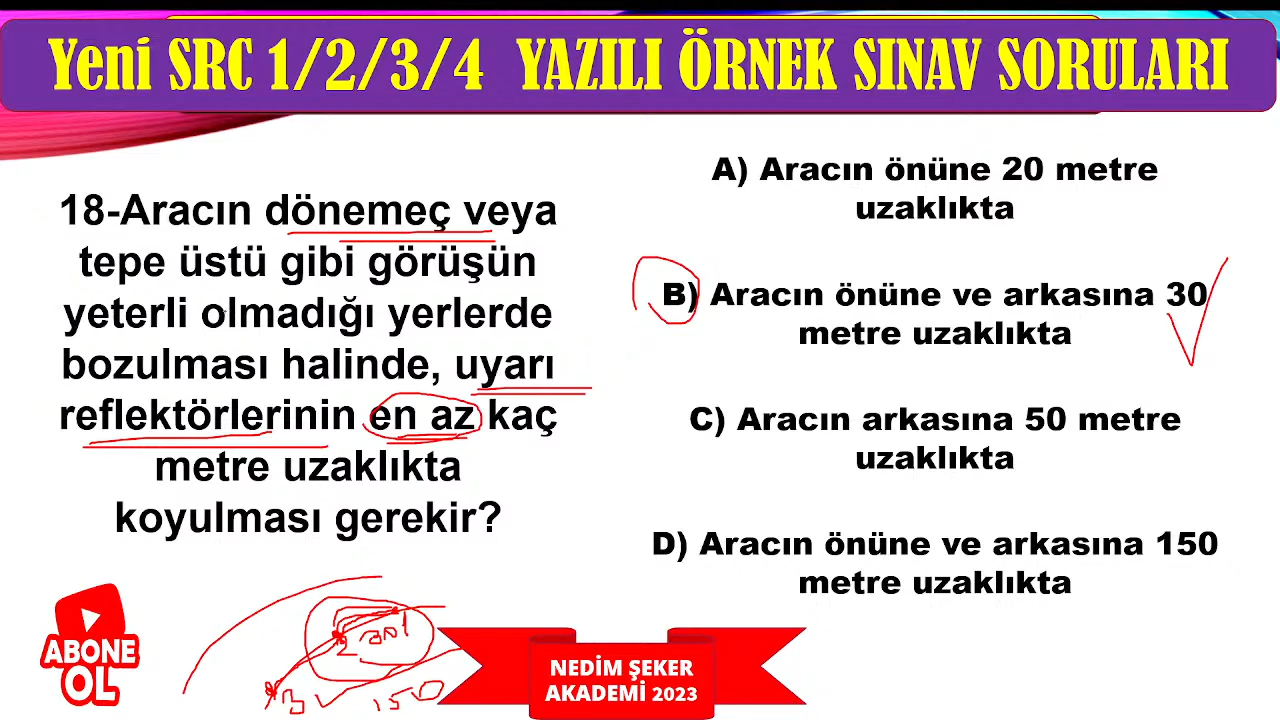 Yeni SRC 1/2/3/4 YAZILI ÖRNEK SINAV SORULARI
18-Aracın dönemeç veya
tepe üstü gibi görüşün
yeterli olmadığı yerlerde
bozulması halinde, uyarı
reflektörlerinin en az kaç
metre uzaklıkta
koyulması gerekir?
A) Aracın önüne 20 metre
uzaklıkta
B) Aracın önüne ve arkasına 30
metre uzaklıkta
C) Aracın arkasına 50 metre
uzaklıkta
D) Aracın önüne ve arkasına 150
metre uzaklıkta
ABONE
OL
150
NEDİM ŞEKER
AKADEMİ 2023